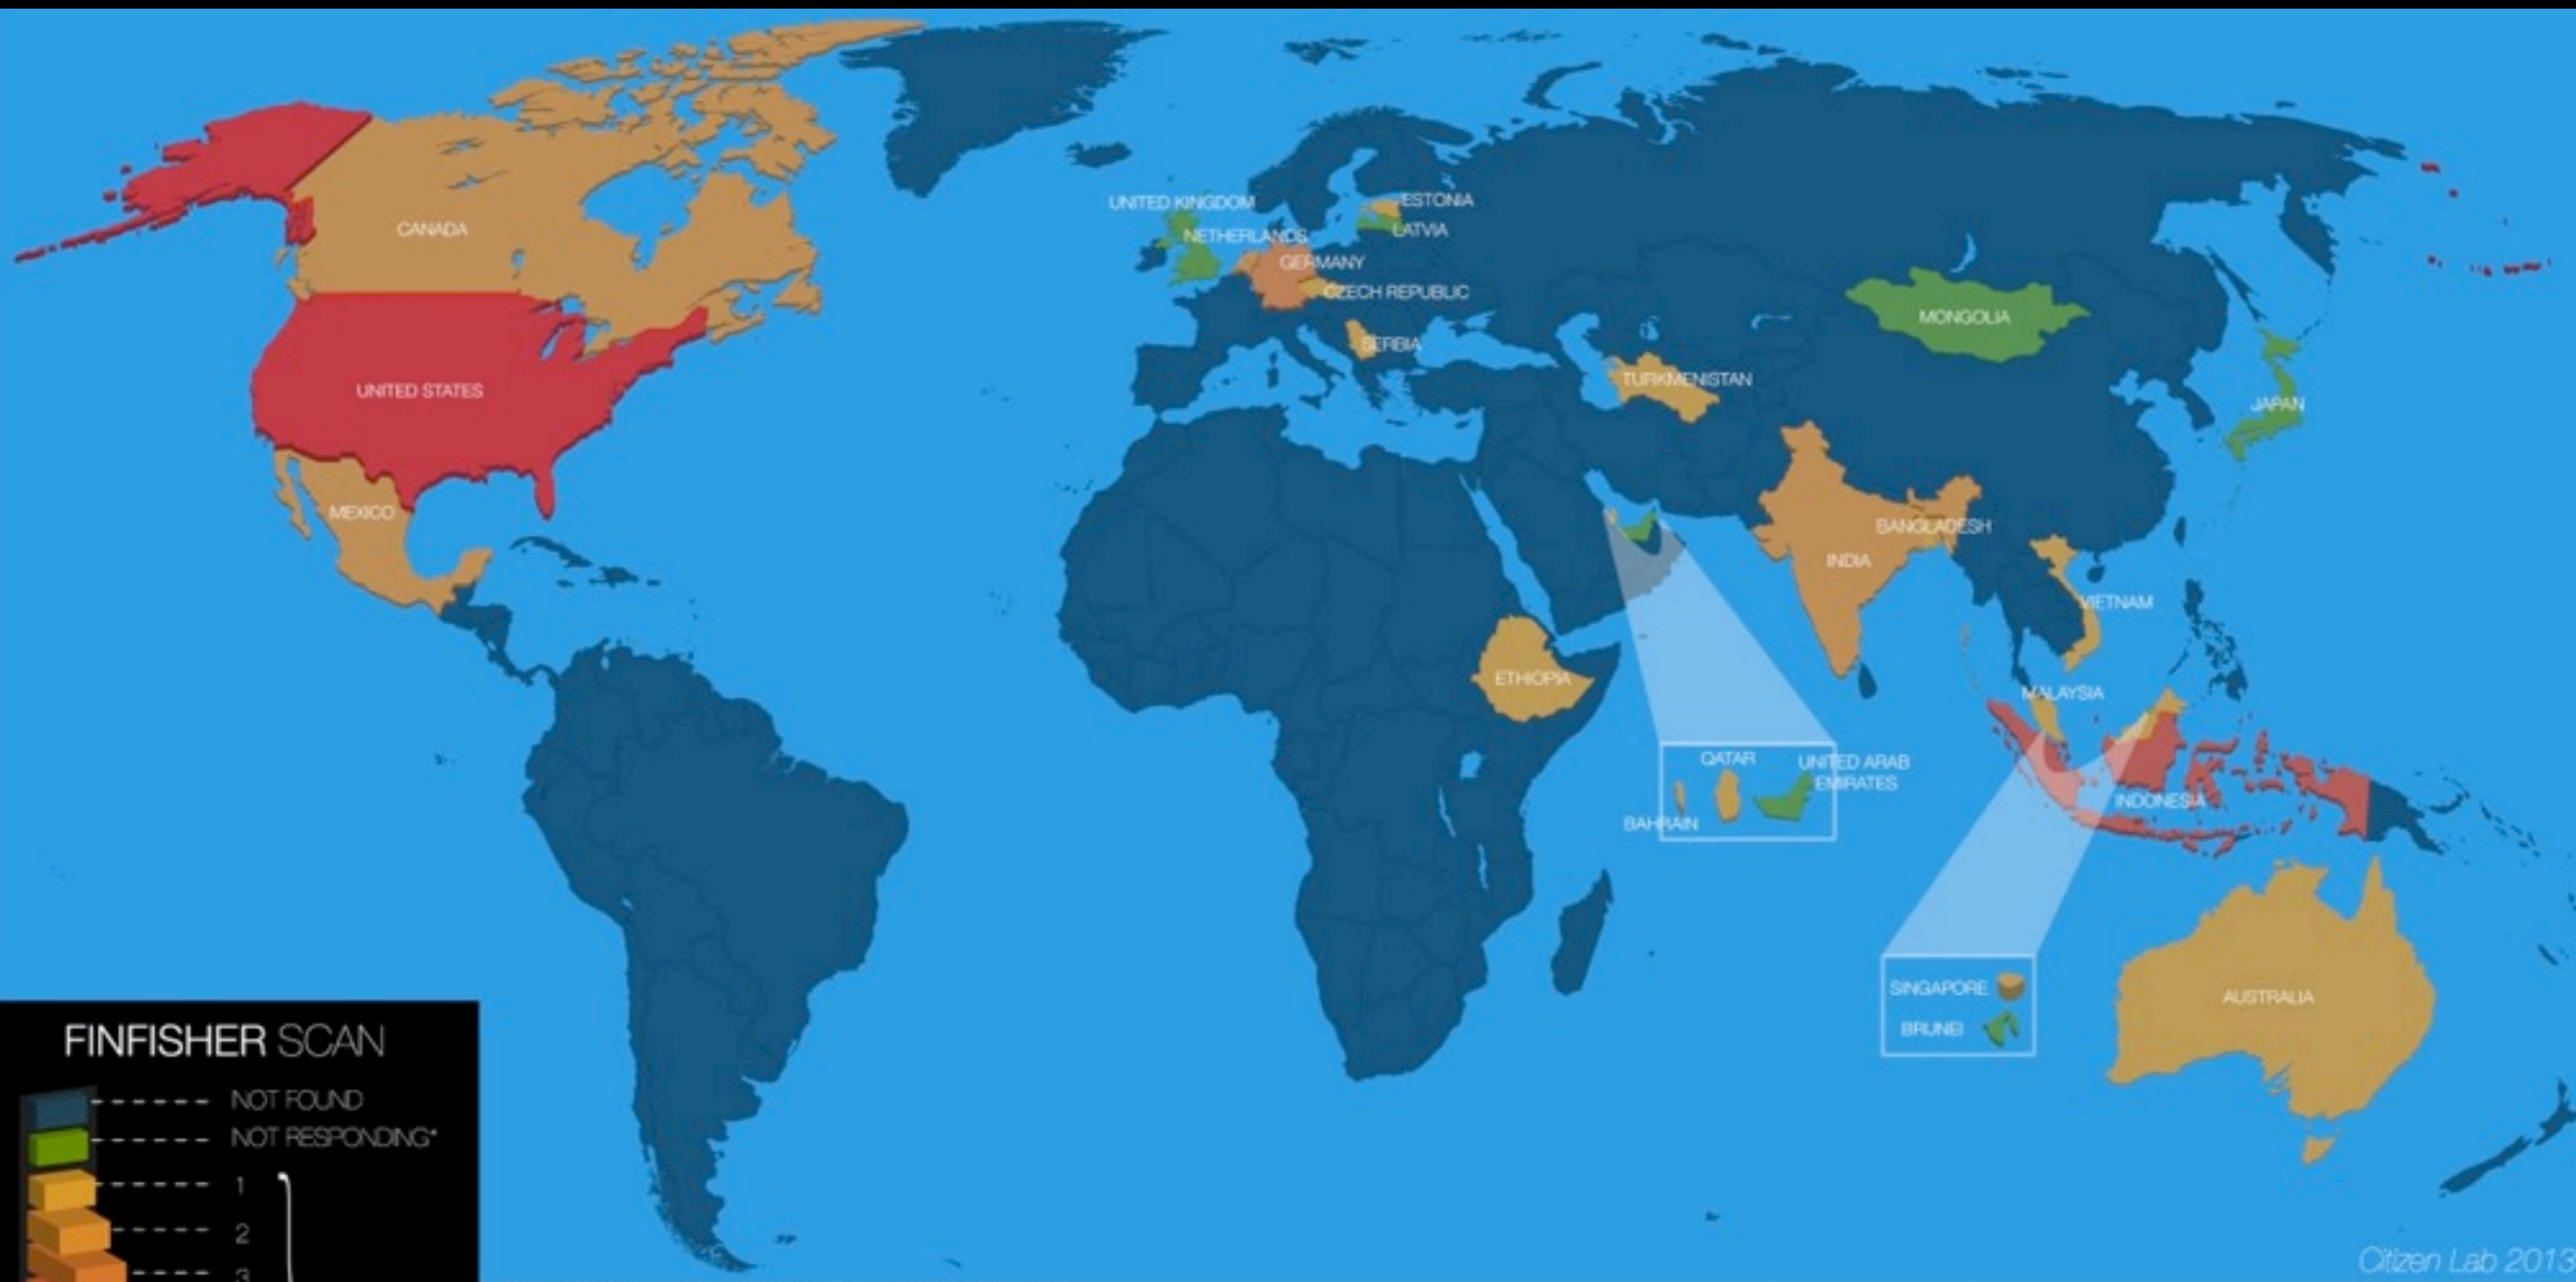 CANADA
UNITED STATES
MEXICO
UNITED KINGDOM
NETHERLANDS
GERMANY
CZECH REPUBLIC
SERBIA
ESTONIA
LATVIA
TURKMENISTAN
MONGOLIA
JAPAN
BANGLADESH
INDIA
VIETNAM
ETHIOPIA
MALAYSIA
INDONESIA
QATAR
UNITED ARAB
EMIRATES
BAHRAIN
SINGAPORE
BRUNEI
AUSTRALIA
FINFISHER SCAN
NOT FOUND
NOT RESPONDING*
1
2
3
Citizen Lab 2013